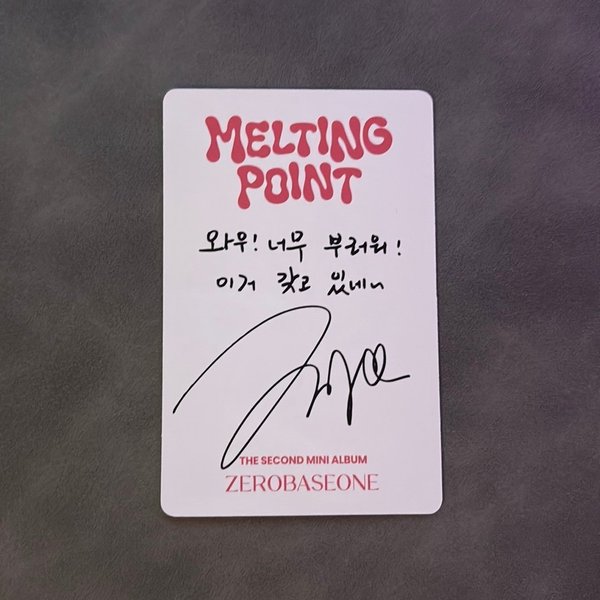 MELTING
POINT
와우! 너무 부러워!
이거 갖고 있네~
THE SECOND MINI ALBUM
ZEROBASEONE